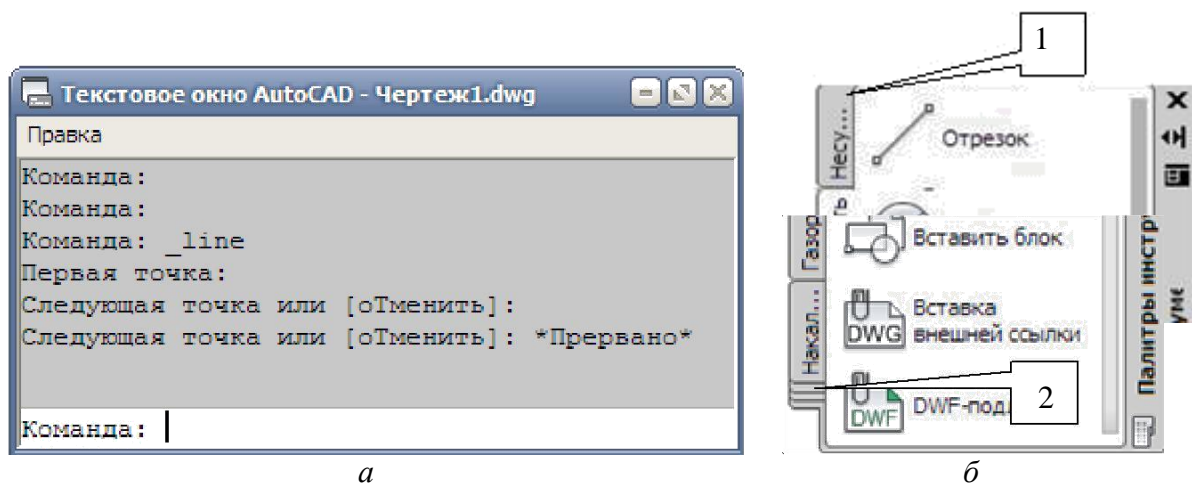 1
Текстовое окно AutoCAD - Чертеж1.dwg
Правка
Команда:
Команда:
Команда: _line
Первая точка:
Следующая точка или [оТменить]:
Следующая точка или [оТменить]: *Прервано*
Команда:
а
Несу...
Отрезок
Газор
Вставить блок
Накал...
DWG
Вставка
внешней ссылки
DWF
DWF-под
2
Палитры инстр
б